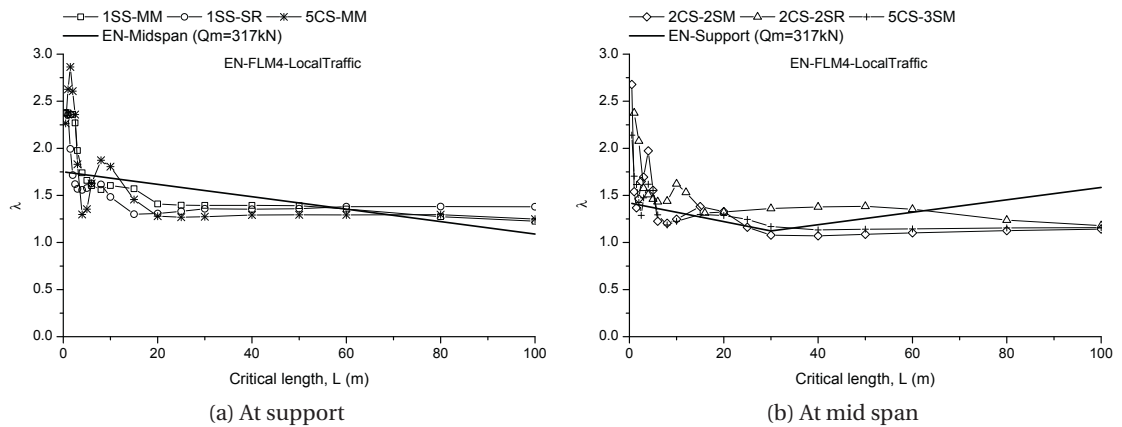 1SS-MM 1SS-SR 5CS-MM
EN-Midspan (Qm=317kN)
EN-FLM4-LocalTraffic
3.0
2.5
2.0
1.5
1.0
0.5
0.0
λ
0 20 40 60 80 100
Critical length, L (m)
(a) At support
2CS-2SM 2CS-2SR 5CS-3SM
EN-Support (Qm=317kN)
EN-FLM4-LocalTraffic
3.0
2.5
2.0
1.5
1.0
0.5
0.0
λ
0 20 40 60 80 100
Critical length, L (m)
(b) At mid span